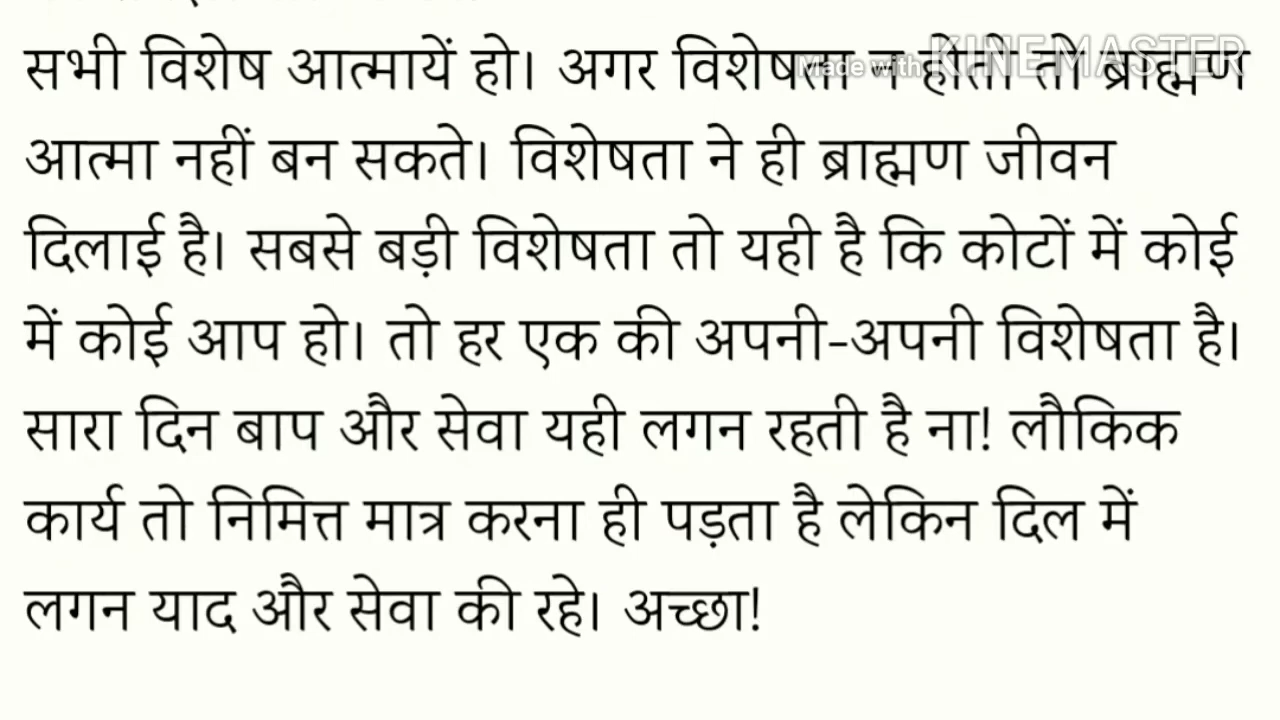 सभी विशेष आत्मायें हो। अगर विशेषता न होती तो ब्राह्मण
Made with KINEMASTER
आत्मा नहीं बन सकते। विशेषता ने ही ब्राह्मण जीवन
दिलाई है। सबसे बड़ी विशेषता तो यही है कि कोटों में कोई
में कोई आप हो। तो हर एक की अपनी-अपनी विशेषता है।
सारा दिन बाप और सेवा यही लगन रहती है ना! लौकिक
कार्य तो निमित्त मात्र करना ही पड़ता है लेकिन दिल में
लगन याद और सेवा की रहे। अच्छा!